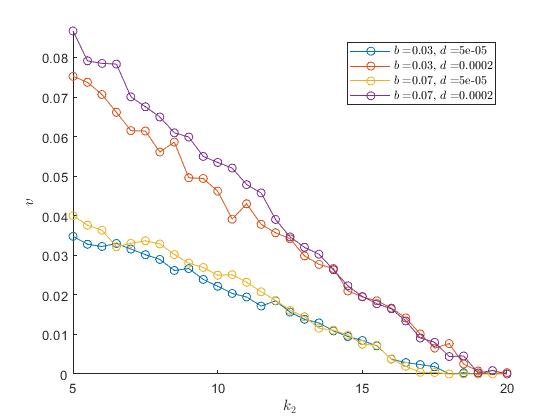 b =0.03, d =5e-05
b =0.03, d =0.0002
b =0.07, d =5e-05
b =0.07, d =0.0002
0.08
0.07
0.06
0.05
0.04
0.03
0.02
0.01
0
v
5 10 15 20
k₂